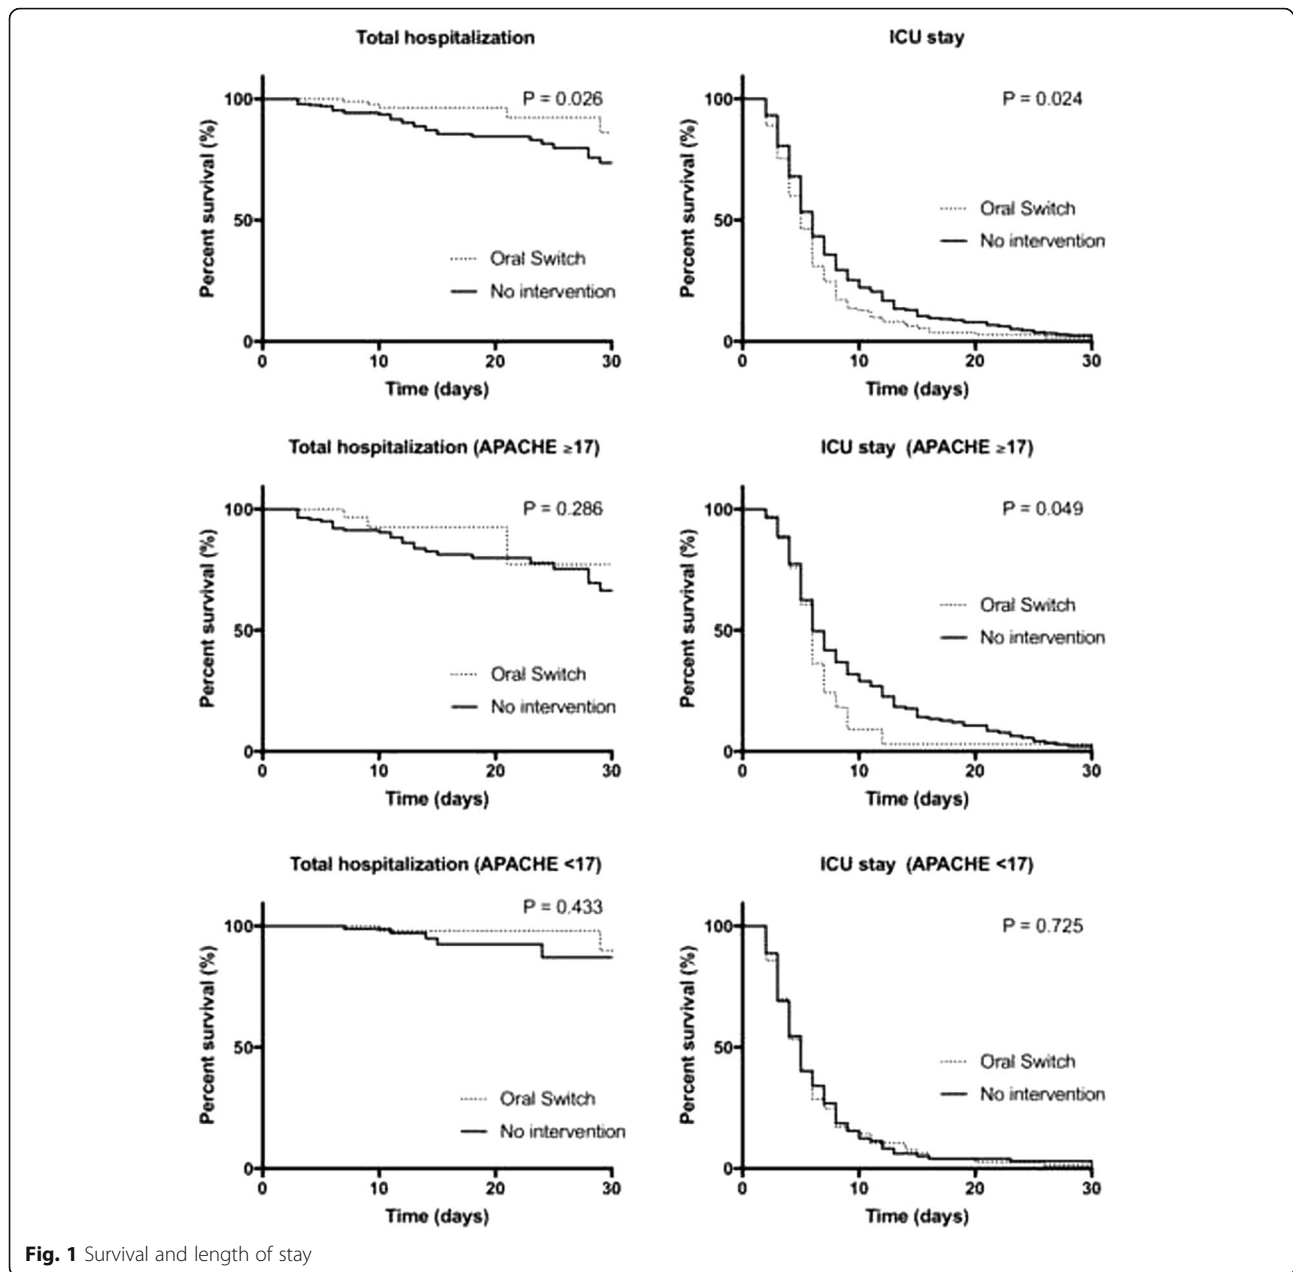 Total hospitalization
Percent survival (%)
100
50
0
P = 0.026
Oral Switch
No intervention
0 10 20 30
Time (days)
ICU stay
Percent survival (%)
100
50
0
P = 0.024
Oral Switch
No intervention
0 10 20 30
Time (days)
Total hospitalization (APACHE ≥17)
Percent survival (%)
100
50
0
P = 0.286
Oral Switch
No intervention
0 10 20 30
Time (days)
ICU stay (APACHE ≥17)
Percent survival (%)
100
50
0
P = 0.049
Oral Switch
No intervention
0 10 20 30
Time (days)
Total hospitalization (APACHE <17)
Percent survival (%)
100
50
0
P = 0.433
Oral Switch
No intervention
0 10 20 30
Time (days)
ICU stay (APACHE <17)
Percent survival (%)
100
50
0
P = 0.725
Oral Switch
No intervention
0 10 20 30
Time (days)
Fig. 1 Survival and length of stay